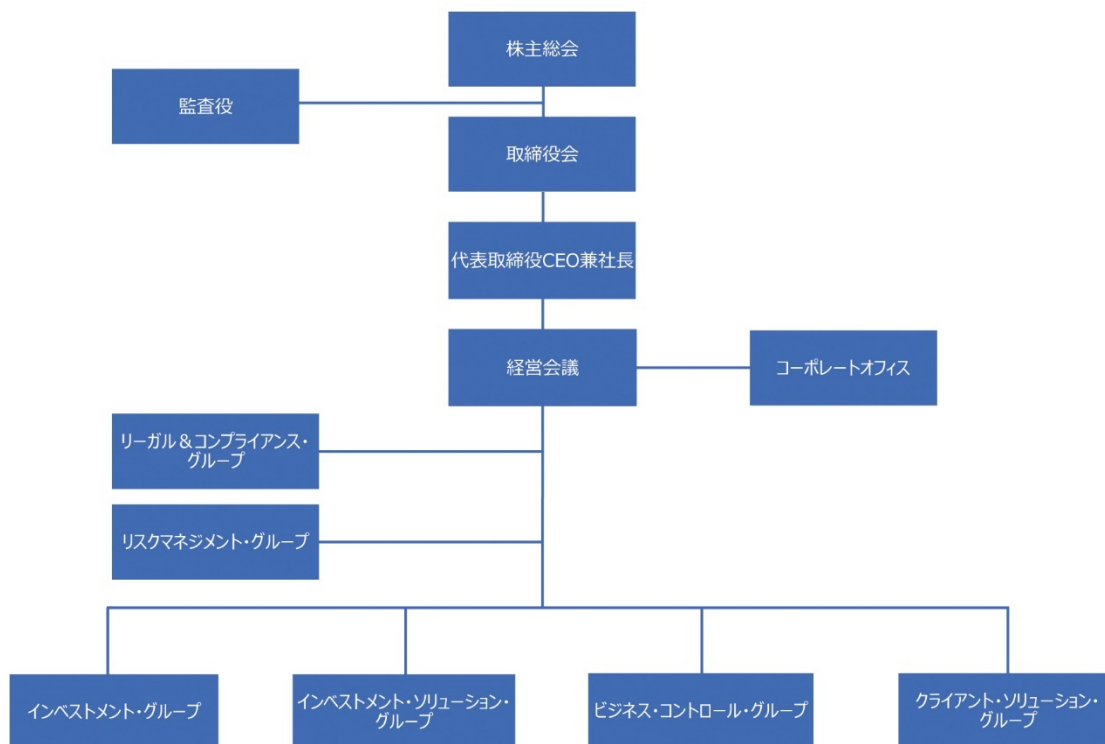 株主総会
監査役
取締役会
代表取締役CEO兼社長
経営会議
コーポレートオフィス
リーガル＆コンプライアンス・
グループ
リスクマネジメント・グループ
インベストメント・グループ
インベストメント・ソリューション・
グループ
ビジネス・コントロール・グループ
クライアント・ソリューション・
グループ